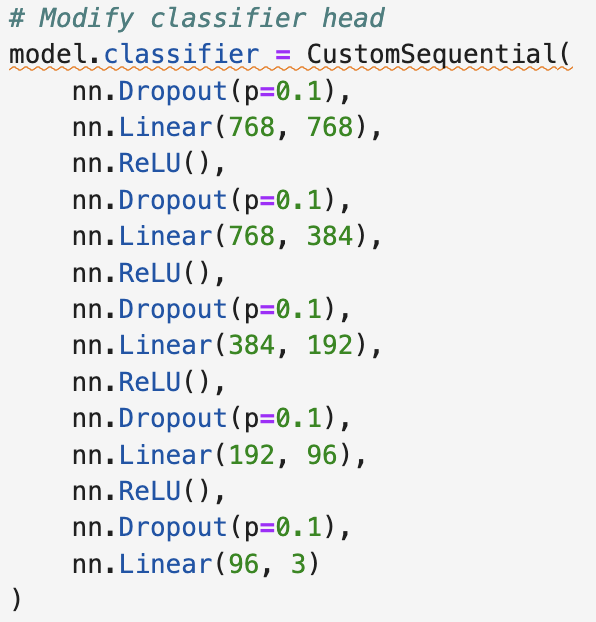 # Modify classifier head
model.classifier = CustomSequential(
    nn.Dropout(p=0.1),
    nn.Linear(768, 768),
    nn.ReLU(),
    nn.Dropout(p=0.1),
    nn.Linear(768, 384),
    nn.ReLU(),
    nn.Dropout(p=0.1),
    nn.Linear(384, 192),
    nn.ReLU(),
    nn.Dropout(p=0.1),
    nn.Linear(192, 96),
    nn.ReLU(),
    nn.Dropout(p=0.1),
    nn.Linear(96, 3)
)